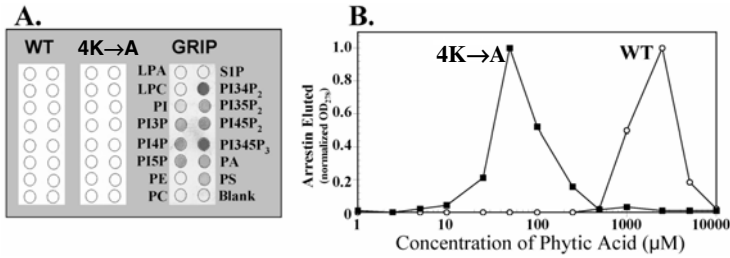 A.
WT 4K→A GRIP
LPA S1P
LPC PI34P2
PI PI35P2
PI3P PI45P2
PI4P PI345P3
PI5P PA
PE PS
PC Blank
B.
4K→A WT
Arrestin Eluted
(normalized OD2%)
1.0
0.8
0.6
0.4
0.2
0
1 10 100 1000 10000
Concentration of Phytic Acid (µM)